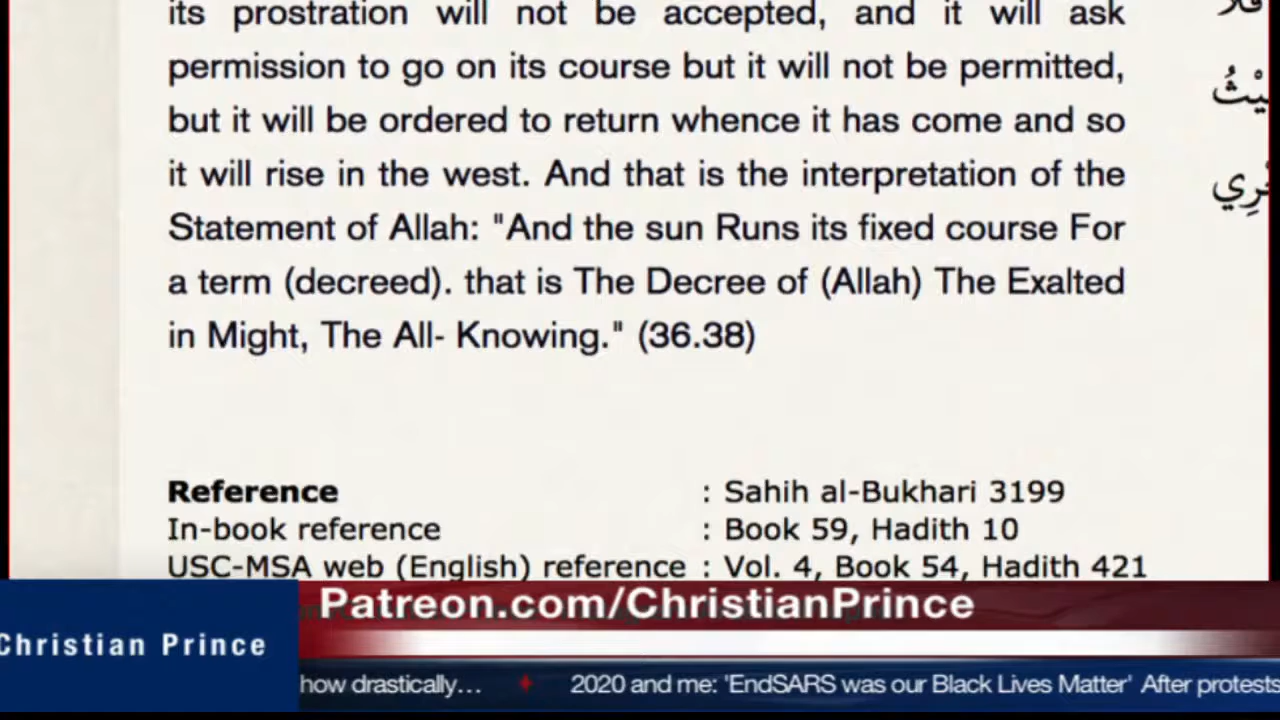 its prostration will not be accepted, and it will ask
permission to go on its course but it will not be permitted,
but it will be ordered to return whence it has come and so
it will rise in the west. And that is the interpretation of the
Statement of Allah: "And the sun Runs its fixed course For
a term (decreed). that is The Decree of (Allah) The Exalted
in Might, The All- Knowing." (36.38)
Reference : Sahih al-Bukhari 3199
In-book reference : Book 59, Hadith 10
USC-MSA web (English) reference : Vol. 4, Book 54, Hadith 421
Patreon.com/ChristianPrince
Christian Prince
how drastically... ♦ 2020 and me: 'EndSARS was our Black Lives Matter' After protests